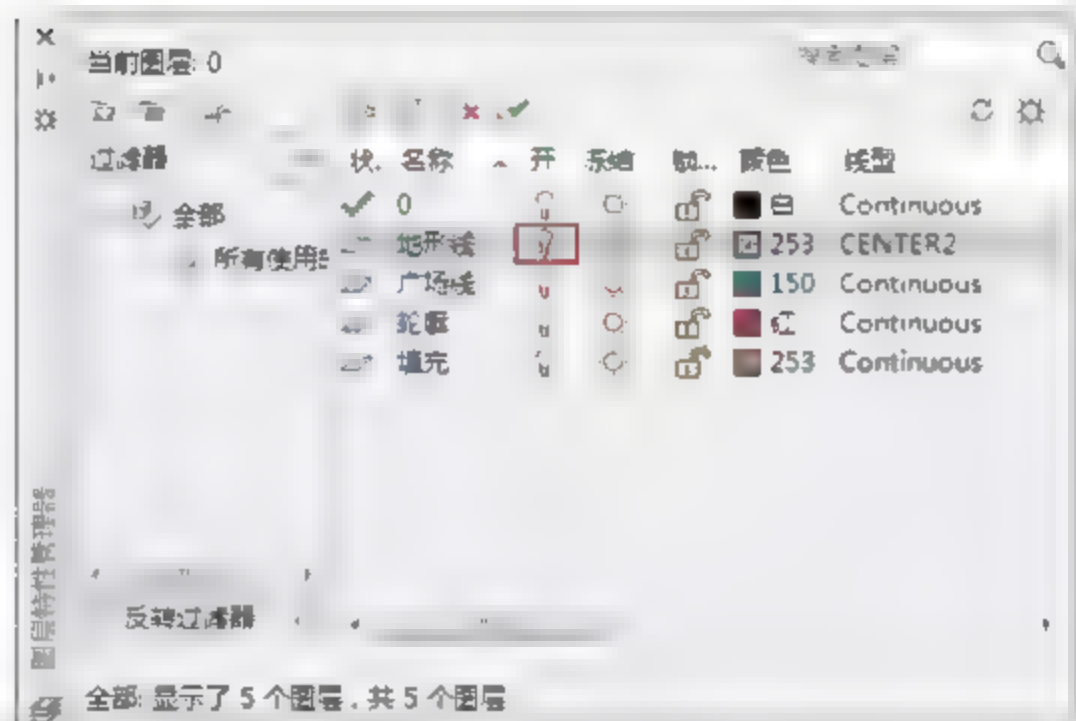 当前图层: 0
过滤器
状. 名称 开 冻结 锁... 颜色 线型
全部
0 白 Continuous
所有使用
地形线 253 CENTER2
广场线 150 Continuous
轮廓 红 Continuous
填充 253 Continuous
反转过滤器
图层特性管理器
全部: 显示了 5 个图层, 共 5 个图层